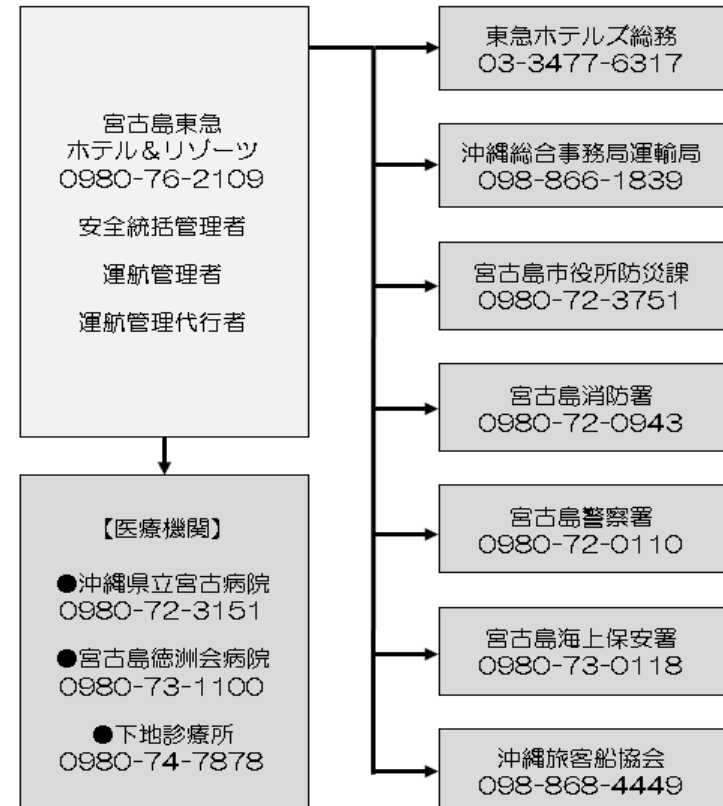 宮古島東急
ホテル＆リゾーツ
0980-76-2109
安全統括管理者
運航管理者
運航管理代行者
【医療機関】
●沖縄県立宮古病院
0980-72-3151
●宮古島徳洲会病院
0980-73-1100
●下地診療所
0980-74-7878
東急ホテルズ総務
03-3477-6317
沖縄総合事務局運輸局
098-866-1839
宮古島市役所防災課
0980-72-3751
宮古島消防署
0980-72-0943
宮古島警察署
0980-72-0110
宮古島海上保安署
0980-73-0118
沖縄旅客船協会
098-868-4449